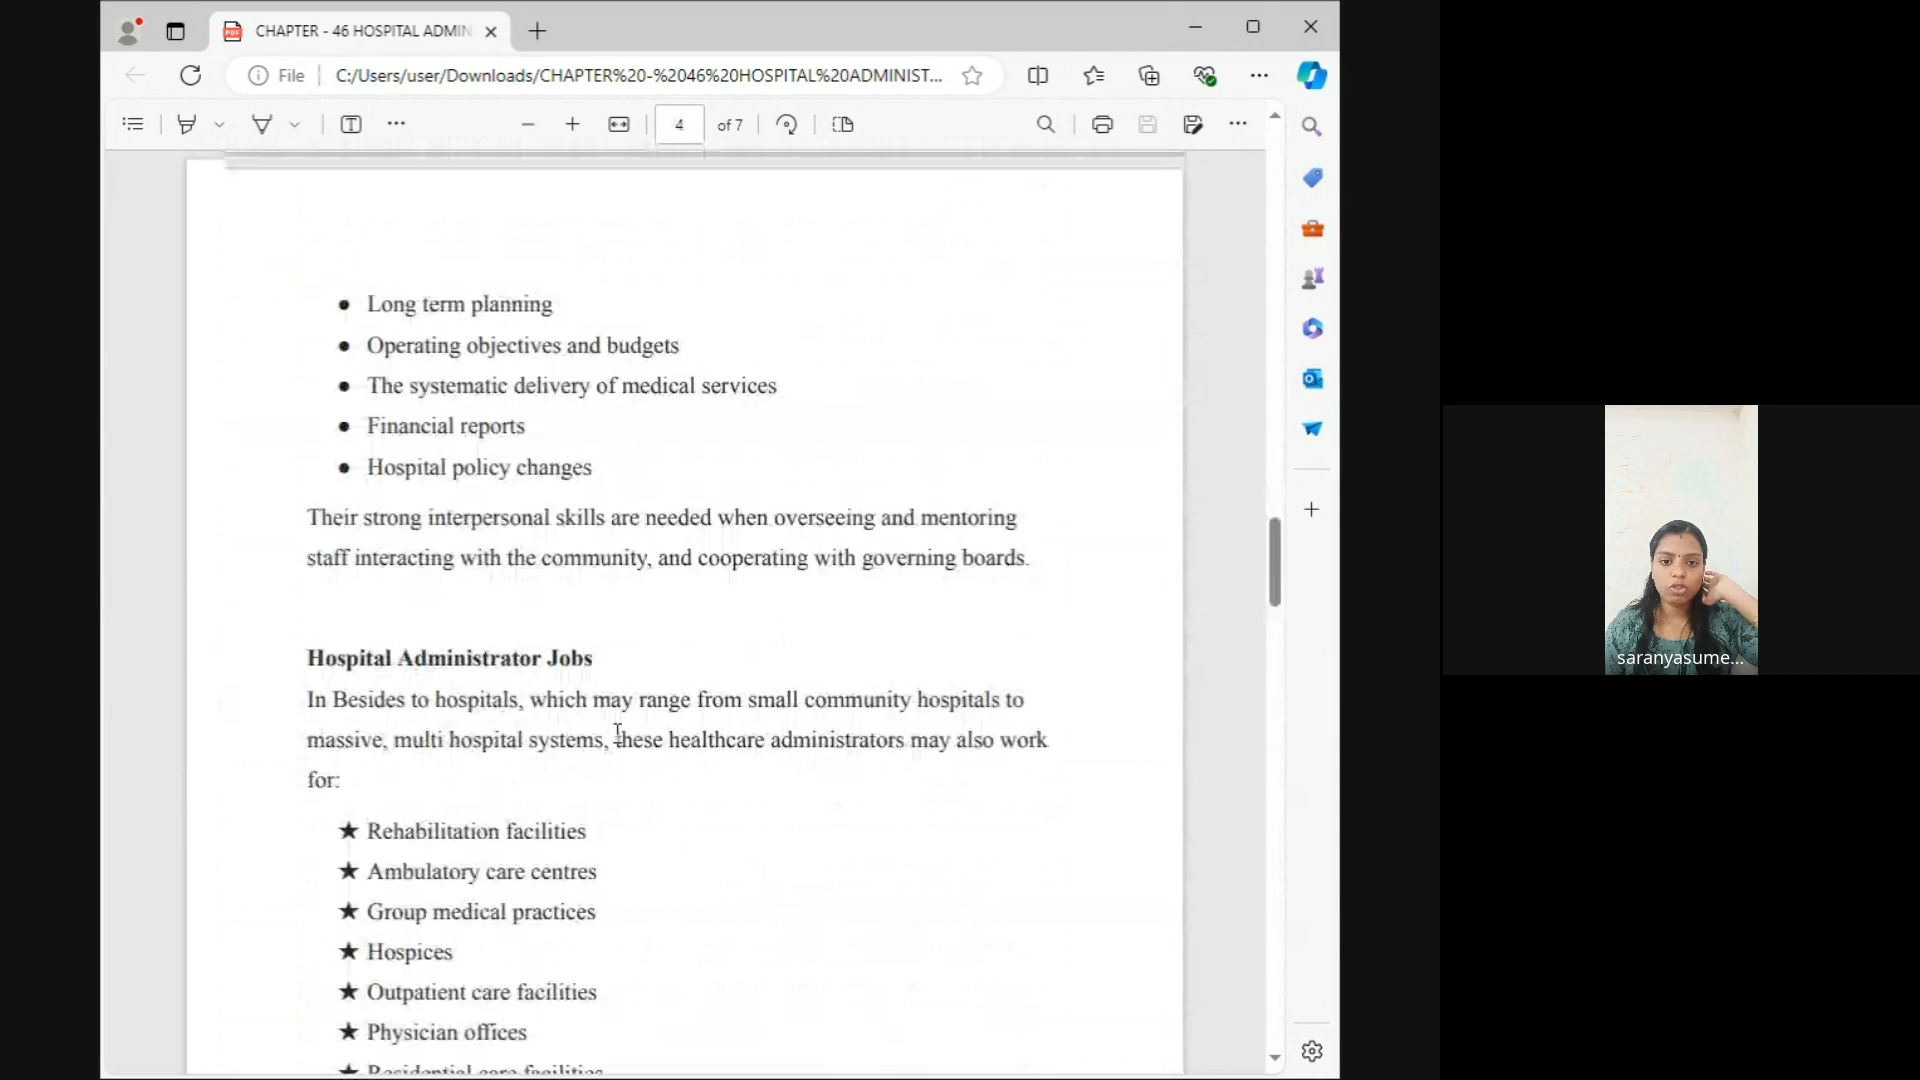 CHAPTER - 46 HOSPITAL ADMIN
File
C:/Users/user/Downloads/CHAPTER%20-%2046%20HOSPITAL%20ADMINIST...
4 of 7
● Long term planning
● Operating objectives and budgets
● The systematic delivery of medical services
● Financial reports
● Hospital policy changes
Their strong interpersonal skills are needed when overseeing and mentoring
staff interacting with the community, and cooperating with governing boards.
Hospital Administrator Jobs
In Besides to hospitals, which may range from small community hospitals to
massive, multi hospital systems, these healthcare administrators may also work
for:
★ Rehabilitation facilities
★ Ambulatory care centres
★ Group medical practices
★ Hospices
★ Outpatient care facilities
★ Physician offices
★ Residential care facilities
saranyasume...